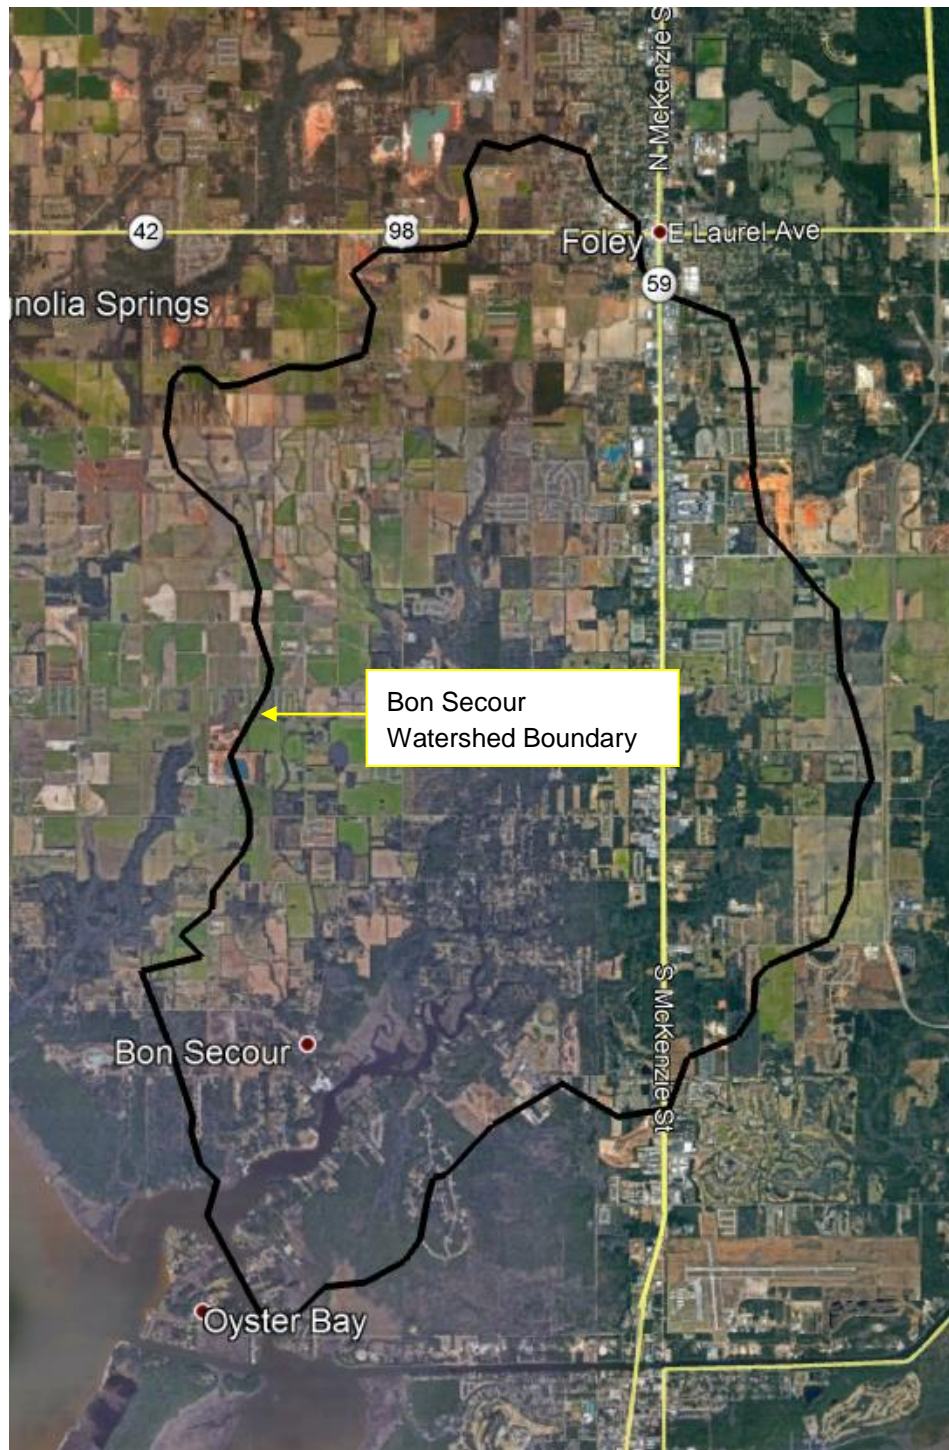 N McKenzie S
42
98
Foley
E Laurel Ave
59
gnolia Springs
Bon Secour
Watershed Boundary
S McKenzie St
Bon Secour
Oyster Bay